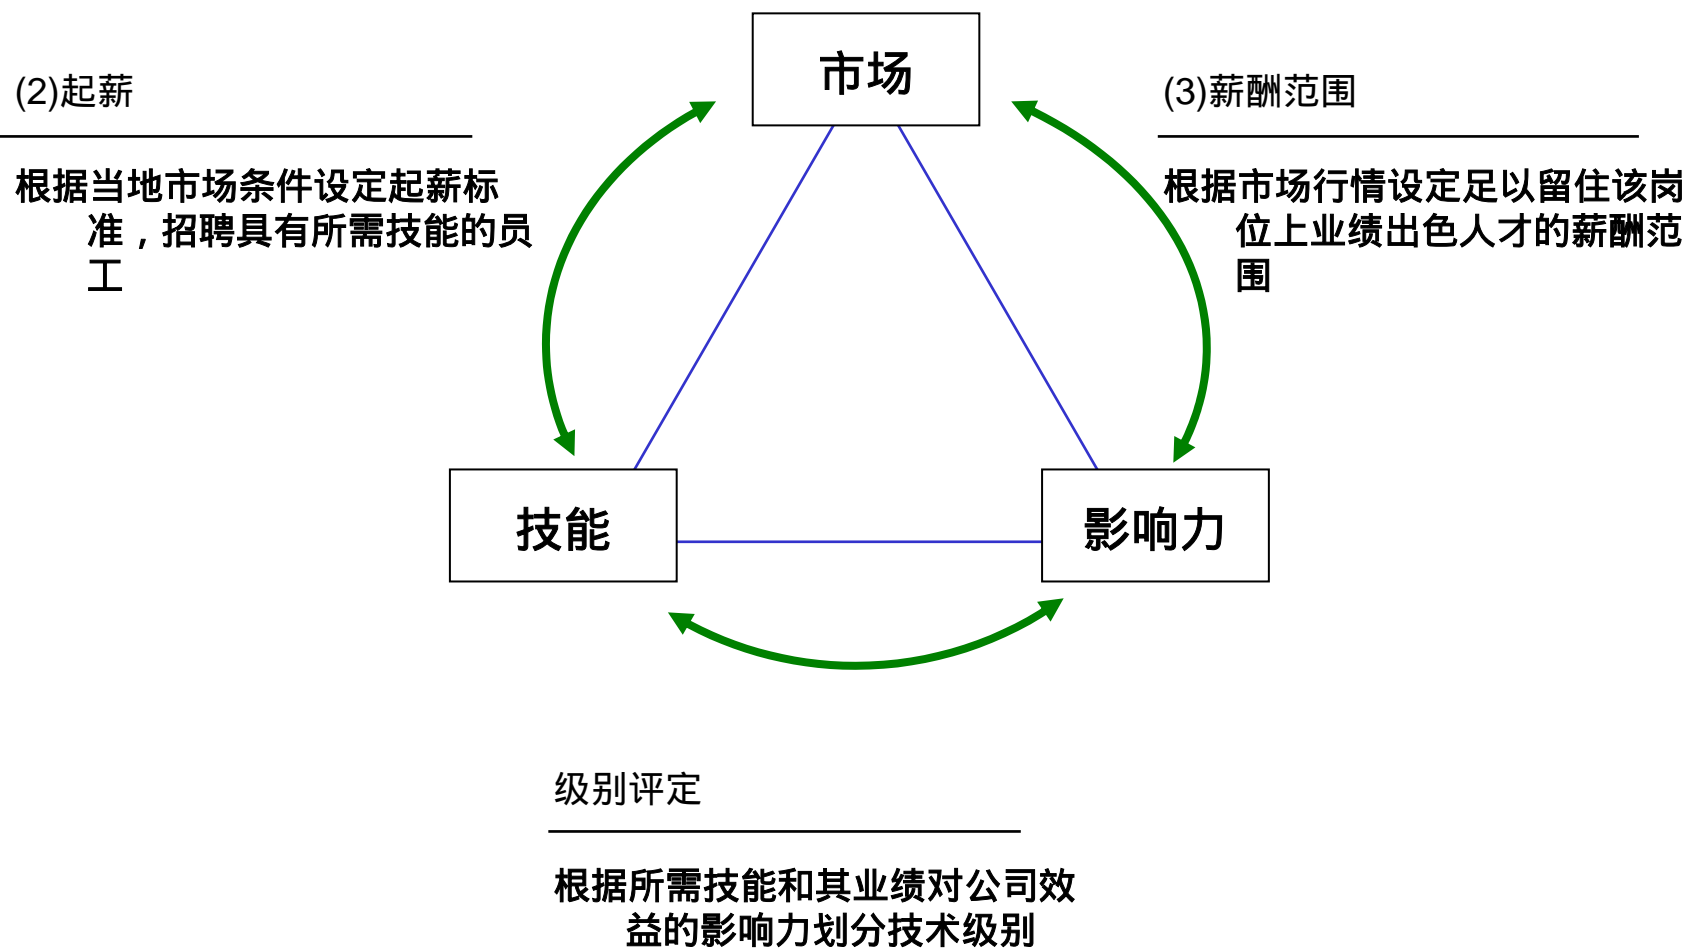 市场
(2)起薪
根据当地市场条件设定起薪标
准，招聘具有所需技能的员
工
(3)薪酬范围
根据市场行情设定足以留住该岗
位上业绩出色人才的薪酬范
围
技能
影响力
级别评定
根据所需技能和其业绩对公司效
益的影响力划分技术级别